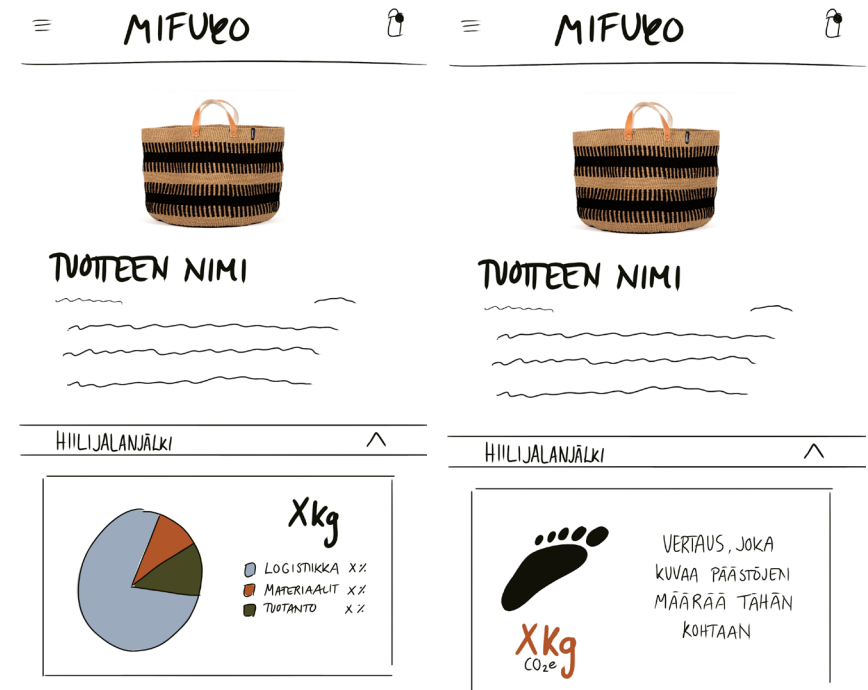 MIFUKO
TUOTTEEN NIMI
HIILIJALANJÄLKI
XKg
LOGISTIIKKA X%
MATERIAALIT X%
TUOTANTO X%
MIFUKO
TUOTTEEN NIMI
HIILIJALANJÄLKI
XKg
CO₂e
VERTAUS, JOKA
KUVAA PÄÄSTÖJEN
MÄÄRÄÄ TÄHÄN
KOHTAAN